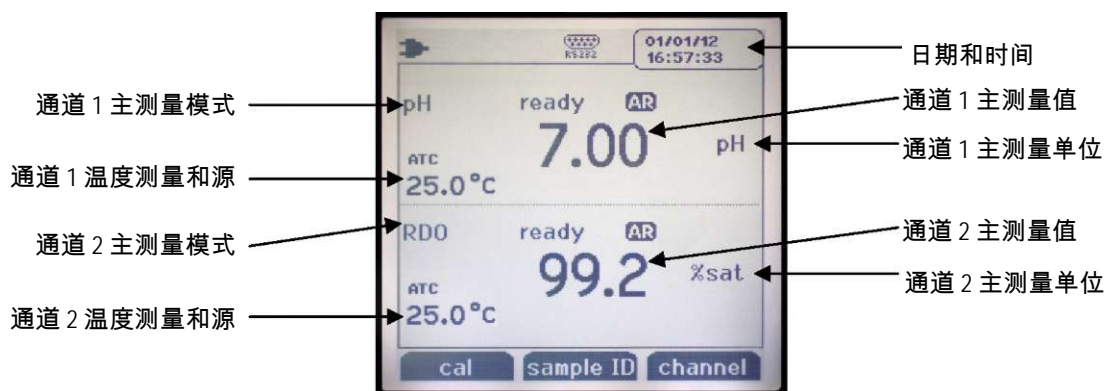 RS232
01/01/12
16:57:33
日期和时间
通道 1 主测量模式
pH
ready
AR
7.00
pH
通道 1 主测量值
通道 1 主测量单位
ATC
25.0°C
通道 1 温度测量和源
通道 2 主测量模式
RDO
ready
AR
99.2
%sat
通道 2 主测量值
通道 2 主测量单位
ATC
25.0°C
通道 2 温度测量和源
cal
sample ID
channel